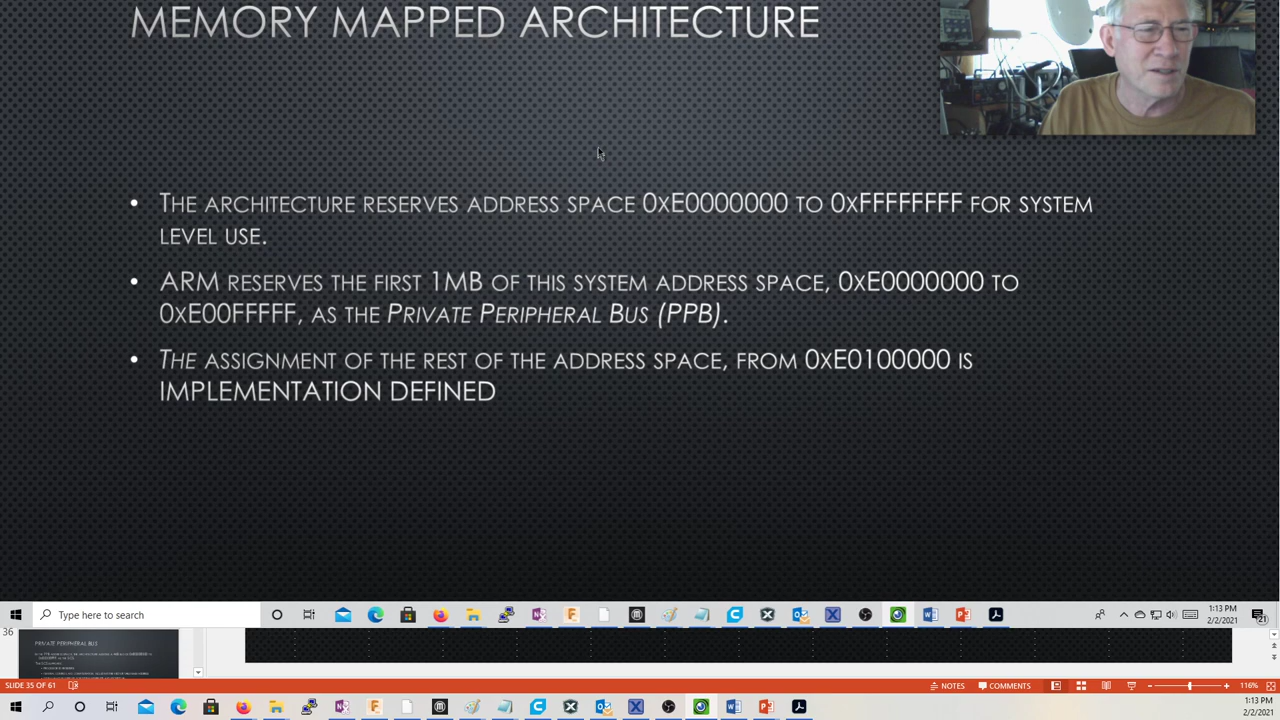 MEMORY MAPPED ARCHITECTURE
• THE ARCHITECTURE RESERVES ADDRESS SPACE 0xE0000000 TO 0xFFFFFFFF FOR SYSTEM
LEVEL USE.
• ARM RESERVES THE FIRST 1MB OF THIS SYSTEM ADDRESS SPACE, 0xE0000000 TO
0xE00FFFFF, AS THE PRIVATE PERIPHERAL BUS (PPB).
• THE ASSIGNMENT OF THE REST OF THE ADDRESS SPACE, FROM 0xE0100000 IS
IMPLEMENTATION DEFINED
Type here to search
1:13 PM
2/2/2021
21
36
PRIVATE PERIPHERAL BUS
SLIDE 35 OF 61
NOTES
COMMENTS
116%
1:13 PM
2/2/2021